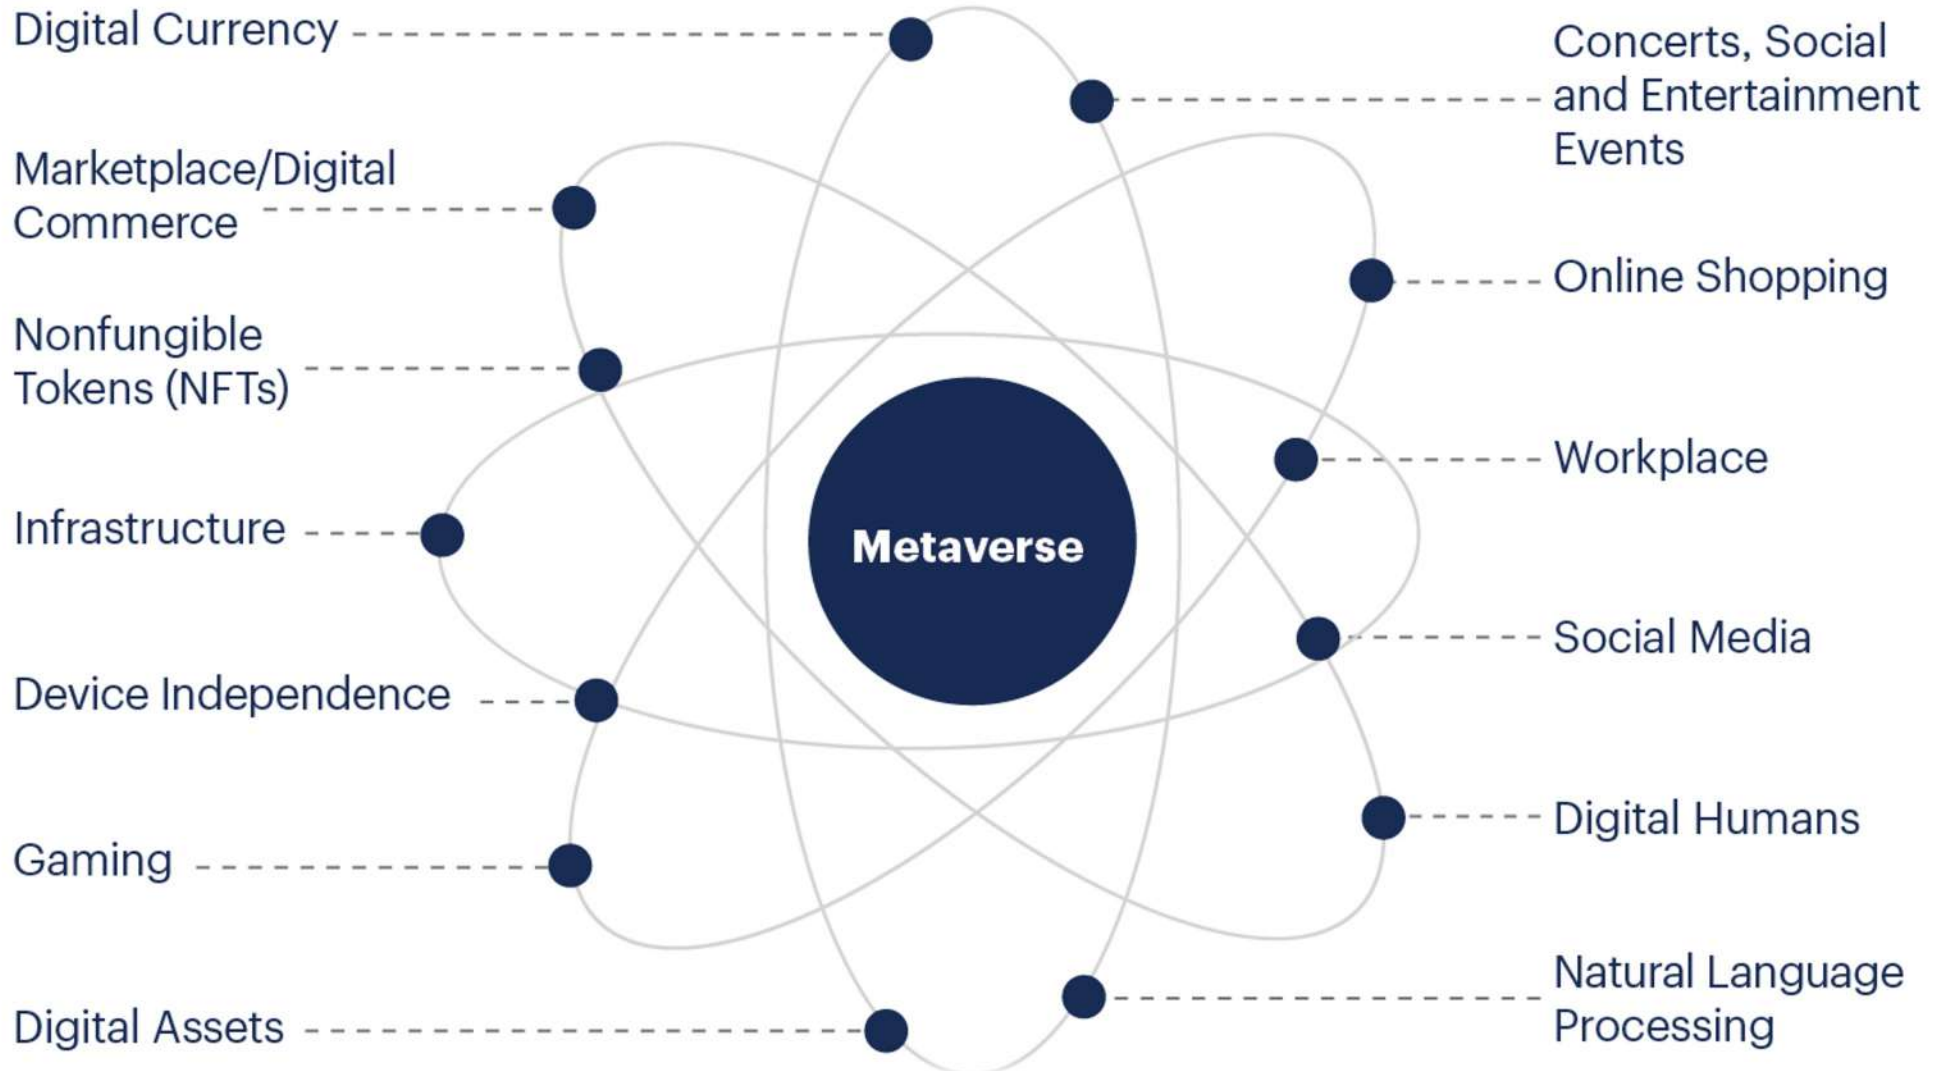 Digital Currency
Marketplace/Digital
Commerce
Nonfungible
Tokens (NFTs)
Infrastructure
Device Independence
Gaming
Digital Assets
Metaverse
Concerts, Social
and Entertainment
Events
Online Shopping
Workplace
Social Media
Digital Humans
Natural Language
Processing